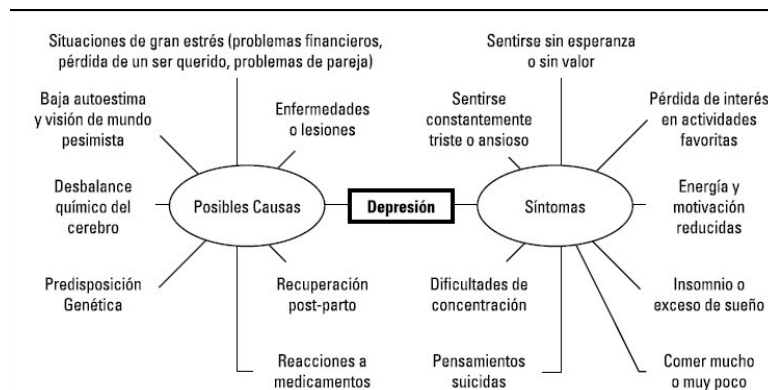 Situaciones de gran estrés (problemas financieros,
pérdida de un ser querido, problemas de pareja)
Baja autoestima
y visión de mundo
pesimista
Enfermedades
o lesiones
Desbalance
químico del
cerebro
Posibles Causas
Predisposición
Genética
Recuperación
post-parto
Reacciones a
medicamentos
Depresión
Sentirse sin esperanza
o sin valor
Sentirse
constantemente
triste o ansioso
Pérdida de interés
en actividades
favoritas
Síntomas
Energía y
motivación
reducidas
Dificultades de
concentración
Insomnio o
exceso de sueño
Pensamientos
suicidas
Comer mucho
o muy poco